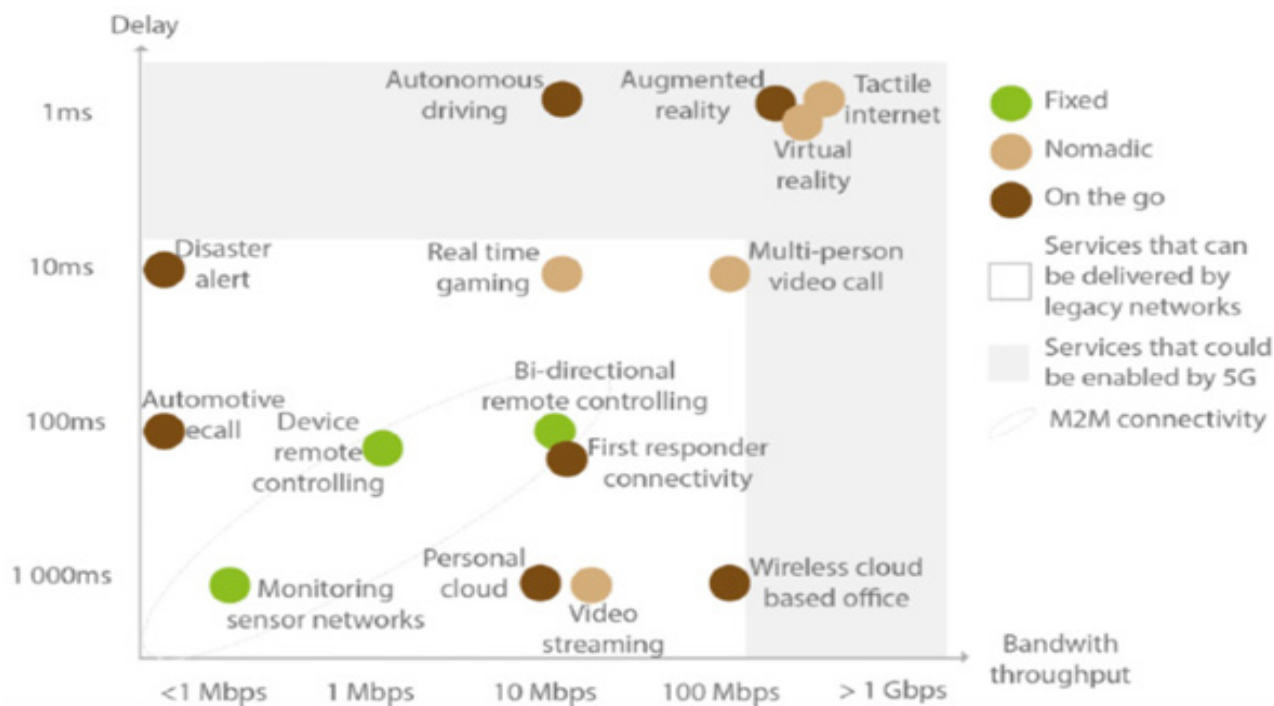 Delay
1ms
10ms
100ms
1 000ms
Autonomous
driving
Augmented
reality
Tactile
internet
Virtual
reality
Disaster
alert
Real time
gaming
Multi-person
video call
Automotive
ecall
Device
remote
controlling
Bi-directional
remote controlling
First responder
connectivity
Monitoring
sensor networks
Personal
cloud
Video
streaming
Wireless cloud
based office
<1 Mbps
1 Mbps
10 Mbps
100 Mbps
> 1 Gbps
Bandwith
throughput
Fixed
Nomadic
On the go
Services that can
be delivered by
legacy networks
Services that could
be enabled by 5G
M2M connectivity